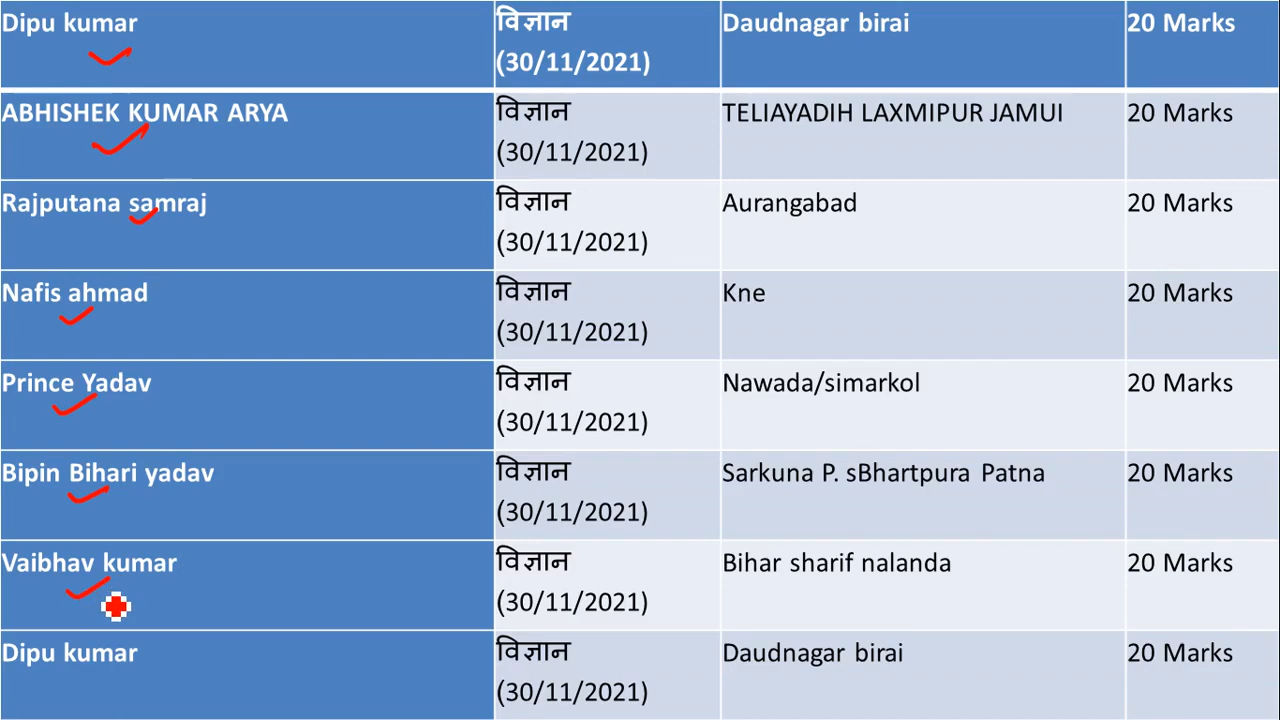 Dipu kumar विज्ञान Daudnagar birai 20 Marks
(30/11/2021)
ABHISHEK KUMAR ARYA विज्ञान TELIAYADIH LAXMIPUR JAMUI 20 Marks
(30/11/2021)
Rajputana samraj विज्ञान Aurangabad 20 Marks
(30/11/2021)
Nafis ahmad विज्ञान Kne 20 Marks
(30/11/2021)
Prince Yadav विज्ञान Nawada/simarkol 20 Marks
(30/11/2021)
Bipin Bihari yadav विज्ञान Sarkuna P. sBhartpura Patna 20 Marks
(30/11/2021)
Vaibhav kumar विज्ञान Bihar sharif nalanda 20 Marks
(30/11/2021)
Dipu kumar विज्ञान Daudnagar birai 20 Marks
(30/11/2021)